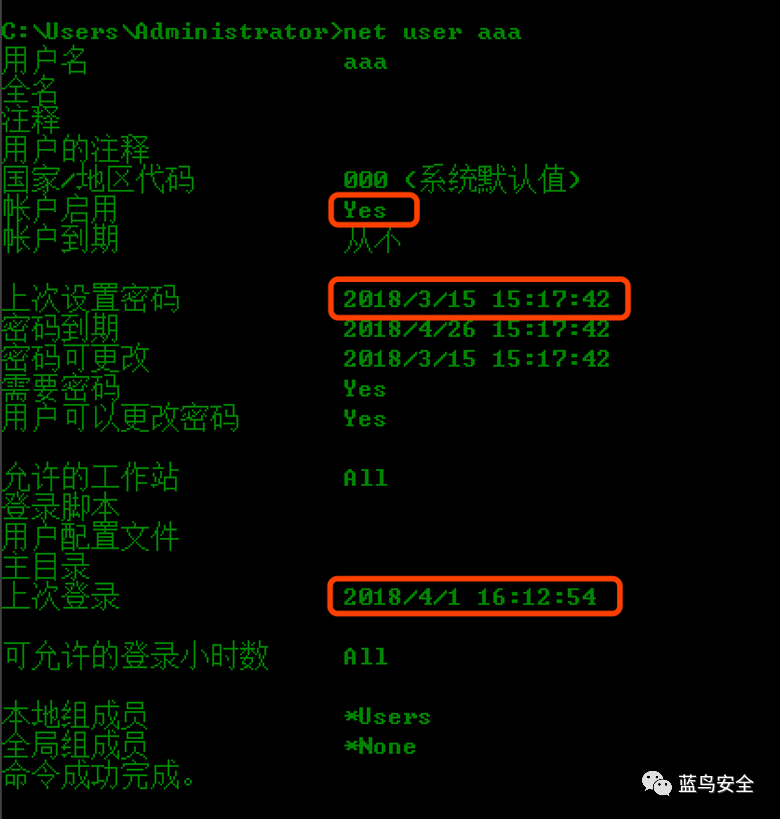 C:\Users\Administrator>net user aaa
用户名 aaa
全名
注释
用户的注释
国家/地区代码 000 (系统默认值)
帐户启用 Yes
帐户到期 从不
上次设置密码 2018/3/15 15:17:42
密码到期 2018/4/26 15:17:42
密码可更改 2018/3/15 15:17:42
需要密码 Yes
用户可以更改密码 Yes
允许的工作站 All
登录脚本
用户配置文件
主目录
上次登录 2018/4/1 16:12:54
可允许的登录小时数 All
本地组成员 *Users
全局组成员 *None
命令成功完成。
蓝鸟安全